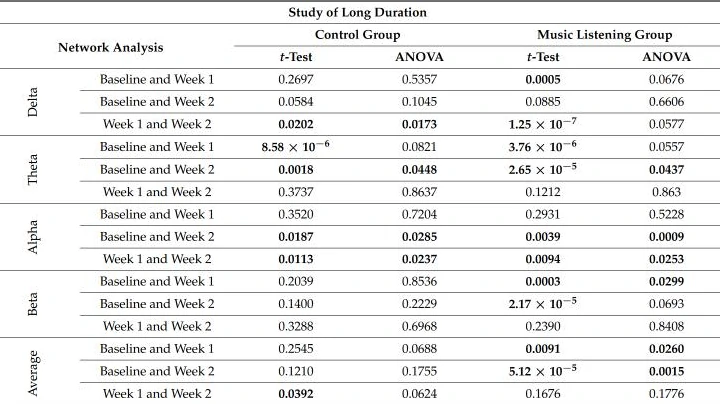 Study of Long Duration
Network Analysis Control Group Music Listening Group
t-Test ANOVA t-Test ANOVA
Delta
Baseline and Week 1 0.2697 0.5357 0.0005 0.0676
Baseline and Week 2 0.0584 0.1045 0.0885 0.6606
Week 1 and Week 2 0.0202 0.0173 1.25 × 10−7 0.0577
Theta
Baseline and Week 1 8.58 × 10−6 0.0821 3.76 × 10−6 0.0557
Baseline and Week 2 0.0018 0.0448 2.65 × 10−5 0.0437
Week 1 and Week 2 0.3737 0.8637 0.1212 0.863
Alpha
Baseline and Week 1 0.3520 0.7204 0.2931 0.5228
Baseline and Week 2 0.0187 0.0285 0.0039 0.0009
Week 1 and Week 2 0.0113 0.0237 0.0094 0.0253
Beta
Baseline and Week 1 0.2039 0.8536 0.0003 0.0299
Baseline and Week 2 0.1400 0.2229 2.17 × 10−5 0.0693
Week 1 and Week 2 0.3288 0.6968 0.2390 0.8408
Average
Baseline and Week 1 0.2545 0.0688 0.0091 0.0260
Baseline and Week 2 0.1210 0.1755 5.12 × 10−5 0.0015
Week 1 and Week 2 0.0392 0.0624 0.1676 0.1776